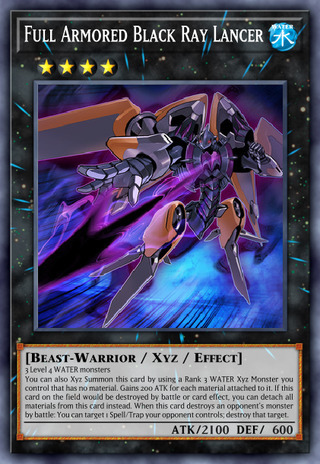 Full Armored Black Ray Lancer
WATER
水
[Beast-Warrior / Xyz / Effect]
3 Level 4 WATER monsters
You can also Xyz Summon this card by using a Rank 3 WATER Xyz Monster you
control that has no material. Gains 200 ATK for each material attached to it. If this
card on the field would be destroyed by battle or card effect, you can detach all
materials from this card instead. When this card destroys an opponent's monster
by battle: You can target 1 Spell/Trap your opponent controls; destroy that target.
ATK/2100 DEF/ 600